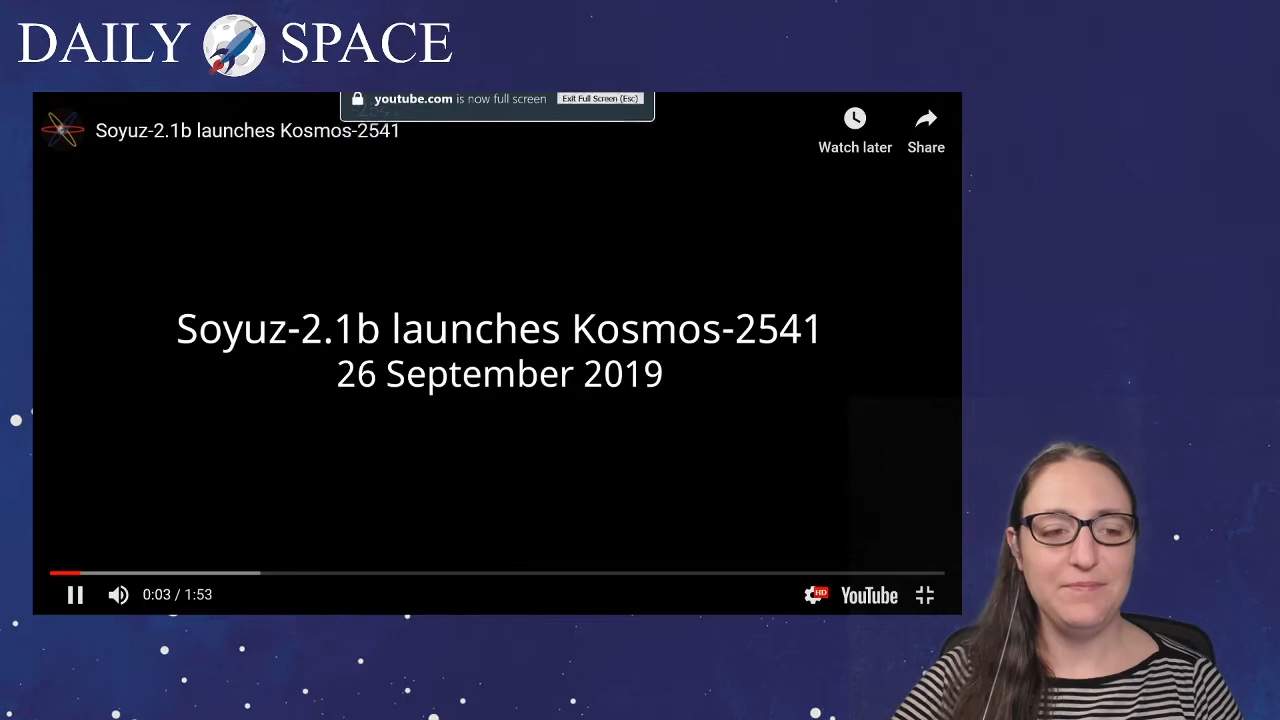 DAILY SPACE
youtube.com is now full screen Exit Full Screen (Esc)
Soyuz-2.1b launches Kosmos-2541
Watch later Share
Soyuz-2.1b launches Kosmos-2541
26 September 2019
0:03 / 1:53
HD
YouTube